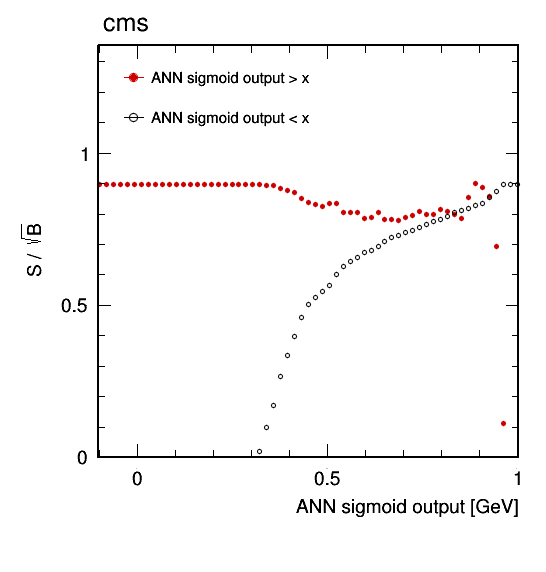 cms
ANN sigmoid output > x
ANN sigmoid output < x
1
0.5
0
S / √B
0
0.5
1
ANN sigmoid output [GeV]